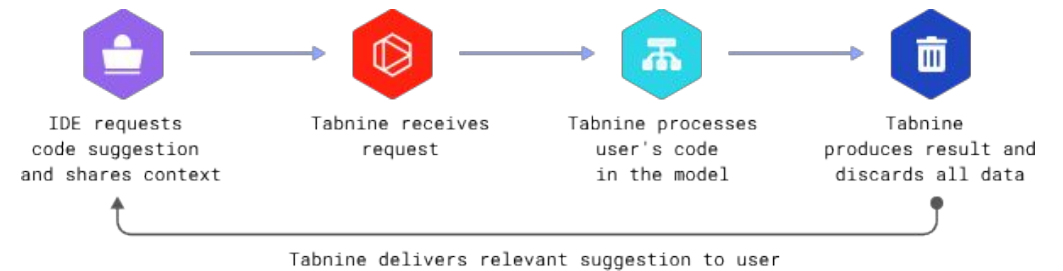 IDE requests
code suggestion
and shares context
Tabnine receives
request
Tabnine processes
user's code
in the model
Tabnine
produces result and
discards all data
Tabnine delivers relevant suggestion to user